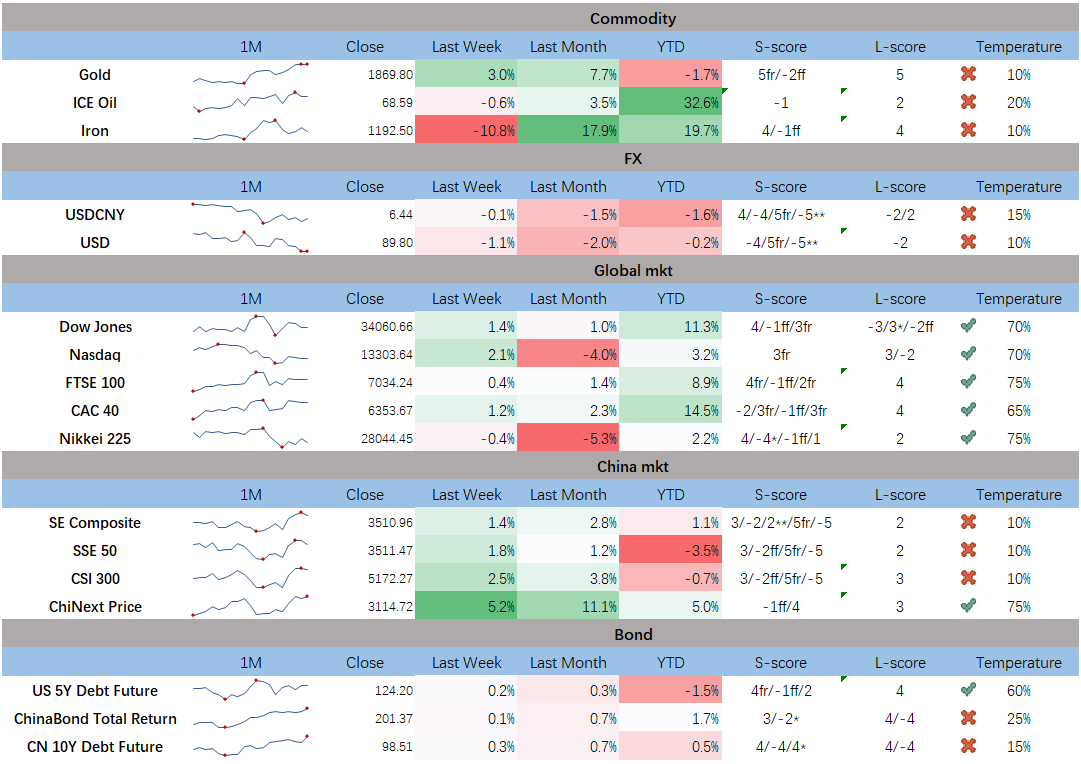 Commodity
1M Close Last Week Last Month YTD S-score L-score Temperature
Gold 1869.80 3.0% 7.7% -1.7% 5fr/-2ff 5 10%
ICE Oil 68.59 -0.6% 3.5% 32.6% -1 2 20%
Iron 1192.50 -10.8% 17.9% 19.7% 4/-1ff 4 10%
FX
1M Close Last Week Last Month YTD S-score L-score Temperature
USDCNY 6.44 -0.1% -1.5% -1.6% 4/-4/5fr/-5** -2/2 15%
USD 89.80 -1.1% -2.0% -0.2% -4/5fr/-5** -2 10%
Global mkt
1M Close Last Week Last Month YTD S-score L-score Temperature
Dow Jones 34060.66 1.4% 1.0% 11.3% 4/-1ff/3fr -3/3*/-2ff 70%
Nasdaq 13303.64 2.1% -4.0% 3.2% 3fr 3/-2 70%
FTSE 100 7034.24 0.4% 1.4% 8.9% 4fr/-1ff/2fr 4 75%
CAC 40 6353.67 1.2% 2.3% 14.5% -2/3fr/-1ff/3fr 4 65%
Nikkei 225 28044.45 -0.4% -5.3% 2.2% 4/-4*/-1ff/1 2 75%
China mkt
1M Close Last Week Last Month YTD S-score L-score Temperature
SE Composite 3510.96 1.4% 2.8% 1.1% 3/-2/2**/5fr/-5 2 10%
SSE 50 3511.47 1.8% 1.2% -3.5% 3/-2ff/5fr/-5 2 10%
CSI 300 5172.27 2.5% 3.8% -0.7% 3/-2ff/5fr/-5 3 10%
ChiNext Price 3114.72 5.2% 11.1% 5.0% -1ff/4 3 75%
Bond
1M Close Last Week Last Month YTD S-score L-score Temperature
US 5Y Debt Future 124.20 0.2% 0.3% -1.5% 4fr/-1ff/2 4 60%
ChinaBond Total Return 201.37 0.1% 0.7% 1.7% 3/-2* 4/-4 25%
CN 10Y Debt Future 98.51 0.3% 0.7% 0.5% 4/-4/4* 4/-4 15%